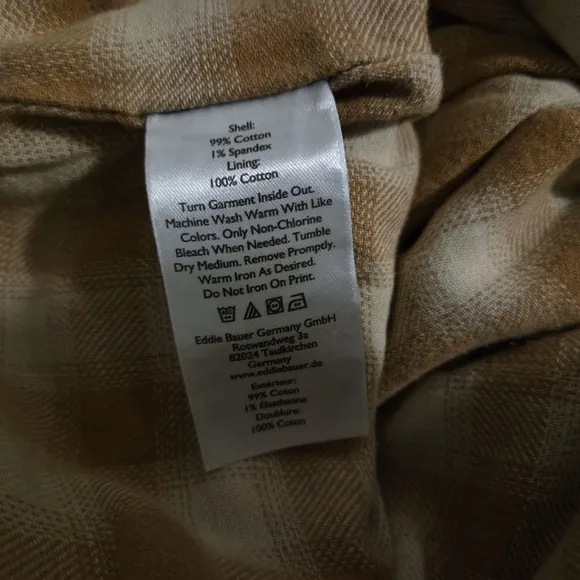 Shell:
99% Cotton
1% Spandex
Lining:
100% Cotton
Turn Garment Inside Out.
Machine Wash Warm With Like
Colors. Only Non-Chlorine
Bleach When Needed. Tumble
Dry Medium. Remove Promptly.
Warm Iron As Desired.
Do Not Iron On Print.
Eddie Bauer Germany GmbH
Rotwandweg 3a
82024 Taufkirchen
Germany
www.eddiebauer.de
Extérieur:
99% Coton
1% Élasthanne
Doublure:
100% Coton